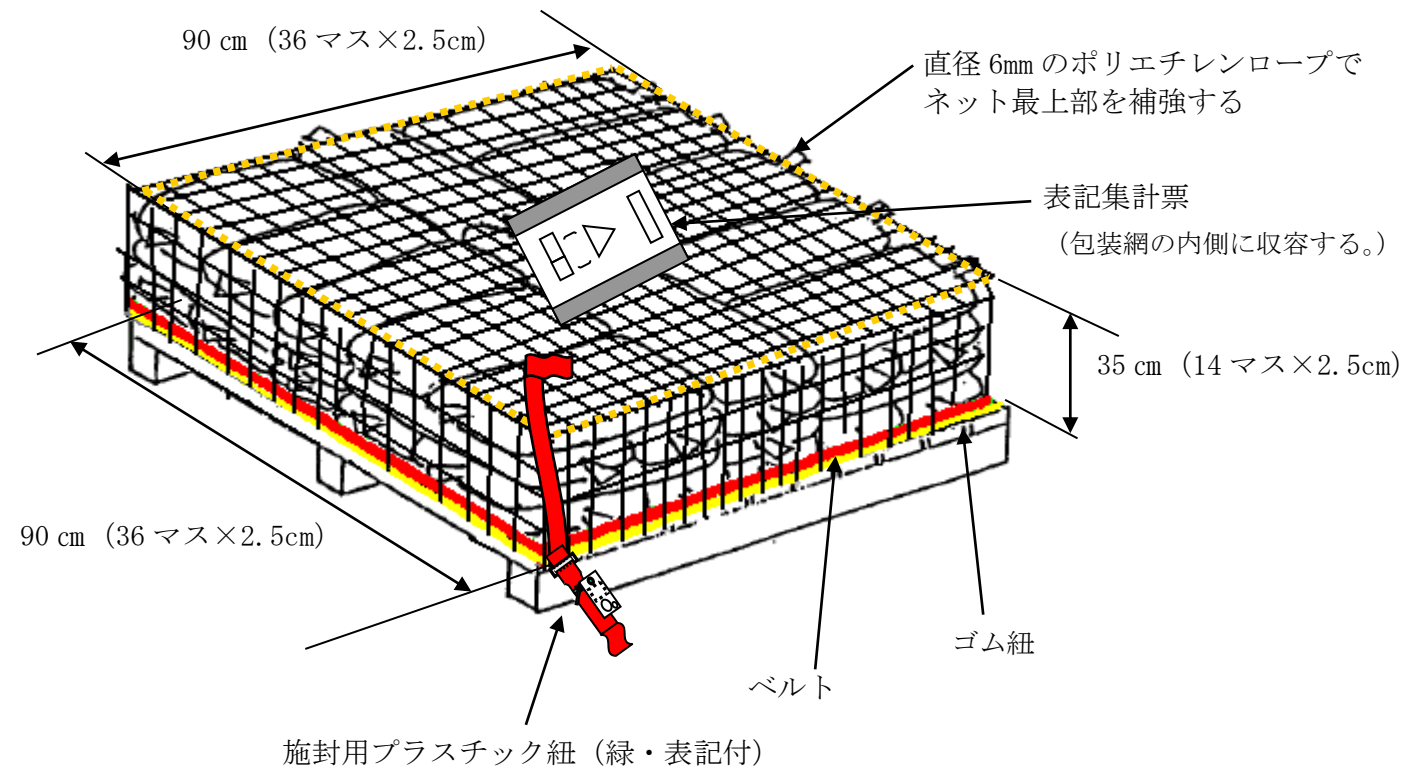 90 cm（36 マス×2.5cm）
直径 6mm のポリエチレンロープで
ネット最上部を補強する
表記集計票
（包装網の内側に収容する。）
35 cm（14 マス×2.5cm）
90 cm（36 マス×2.5cm）
ゴム紐
ベルト
施封用プラスチック紐（緑・表記付）